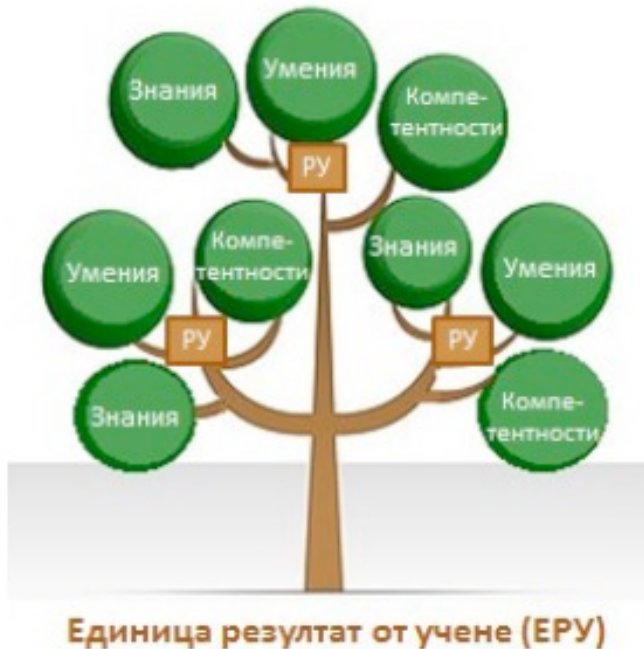 Знания
Умения
Компе-
тентности
РУ
Умения
Компе-
тентности
РУ
Знания
Знания
Умения
РУ
Компе-
тентности
Единица резултат от учене (ЕРУ)